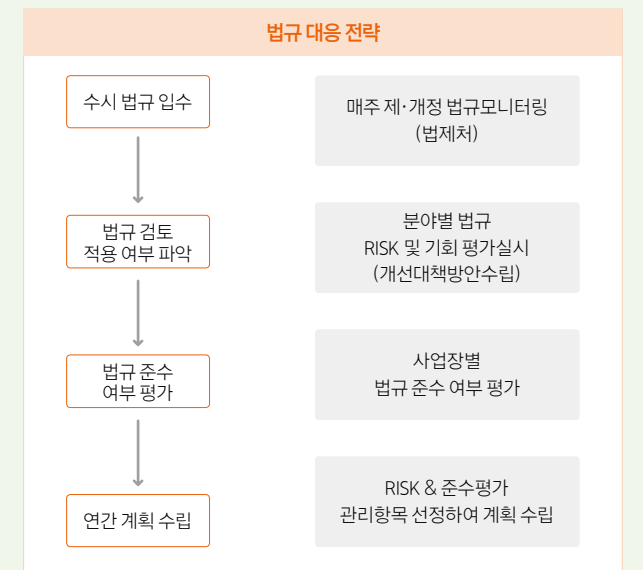 법규 대응 전략
수시 법규 입수
매주 제·개정 법규모니터링
(법제처)
법규 검토
적용 여부 파악
분야별 법규
RISK 및 기회 평가실시
(개선대책방안수립)
법규 준수
여부 평가
사업장별
법규 준수 여부 평가
연간 계획 수립
RISK & 준수평가
관리항목 선정하여 계획 수립